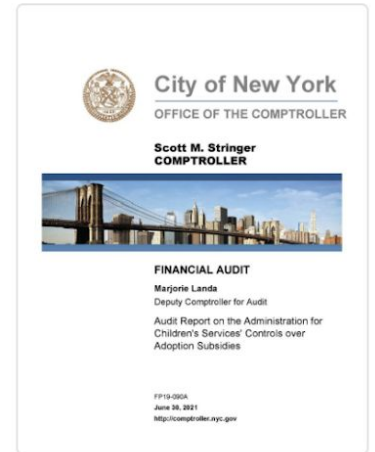 City of New York
OFFICE OF THE COMPTROLLER
Scott M. Stringer
COMPTROLLER
FINANCIAL AUDIT
Marjorie Landa
Deputy Comptroller for Audit
Audit Report on the Administration for
Children's Services' Controls over
Adoption Subsidies
FP19-090A
June 30, 2021
http://comptroller.nyc.gov